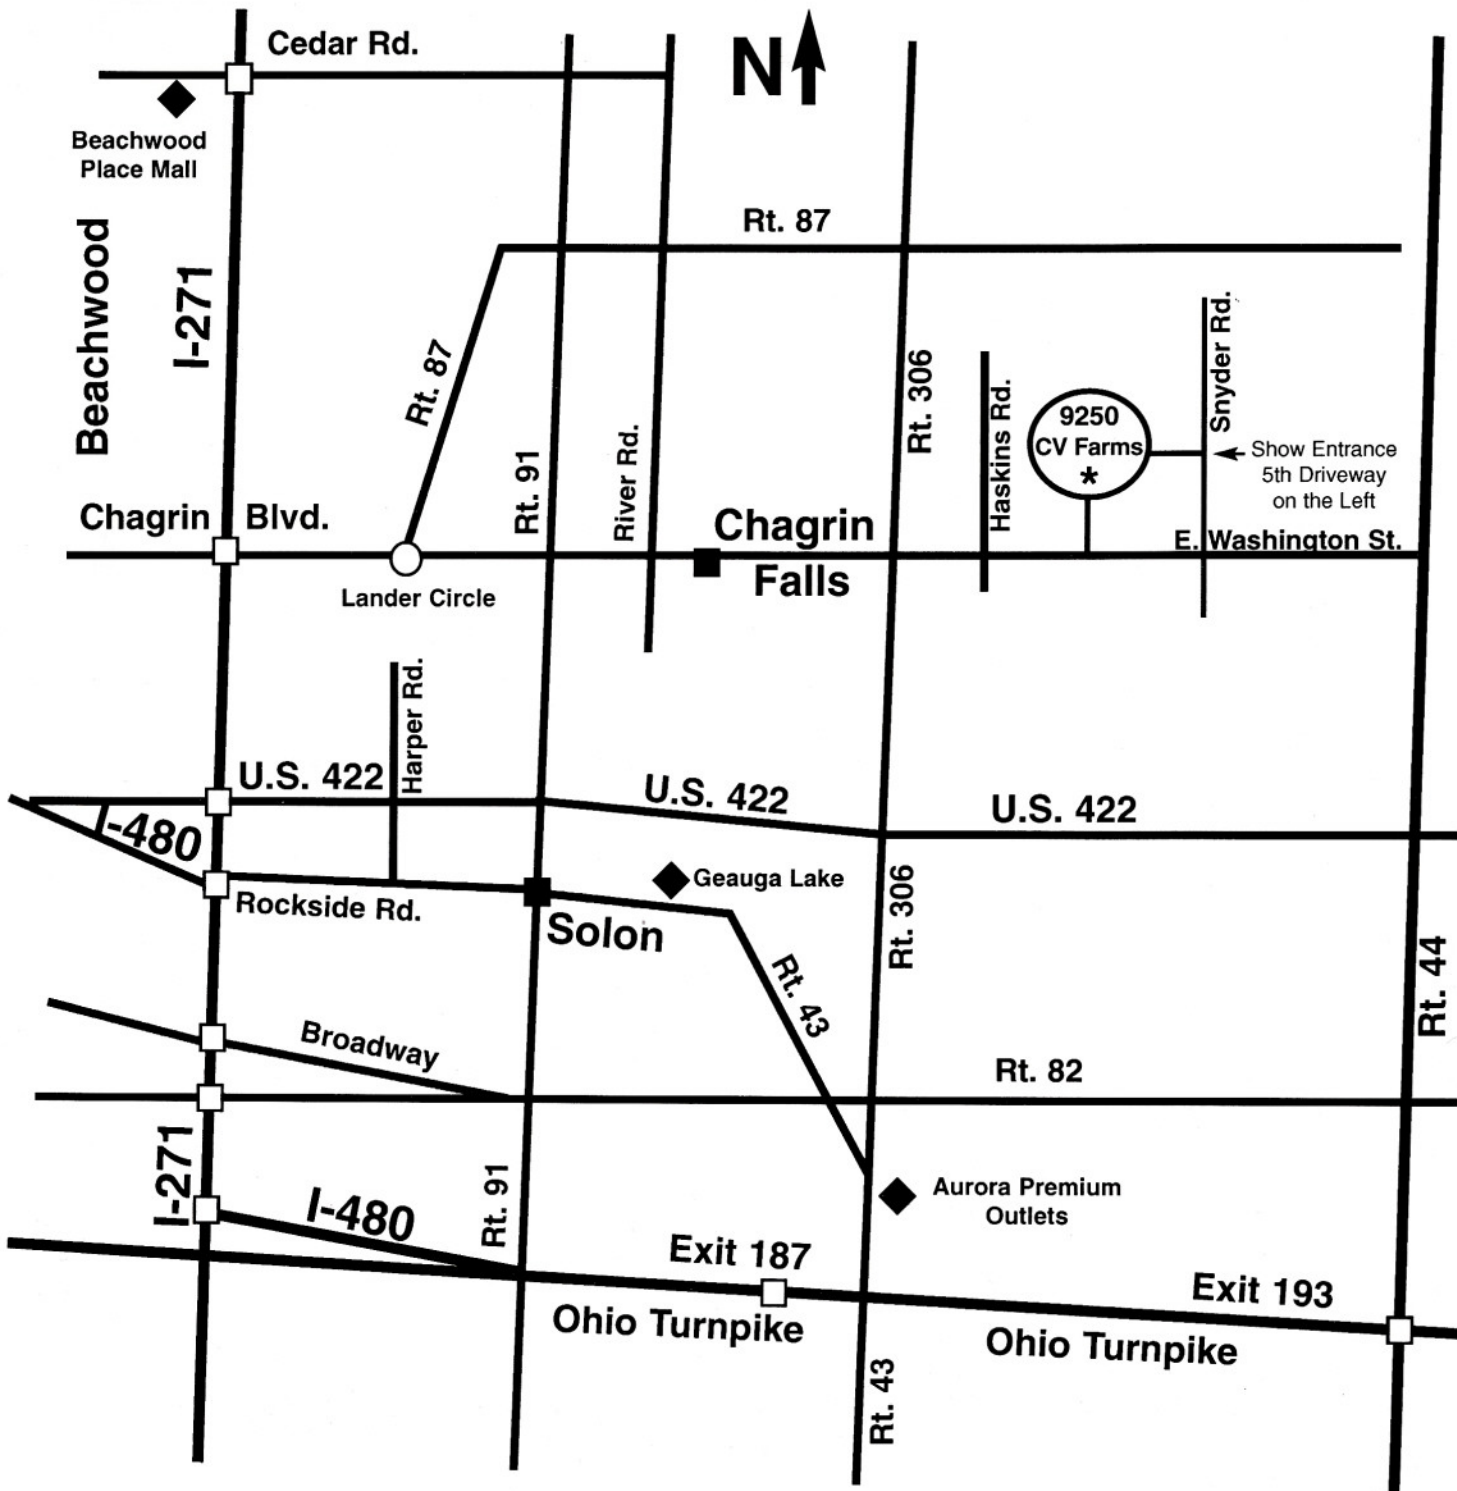 Cedar Rd.
N
Beachwood
Place Mall
Beachwood
I-271
Rt. 87
Rt. 87
Rt. 91
River Rd.
Rt. 306
Haskins Rd.
9250
CV Farms
*
Snyder Rd.
Show Entrance
5th Driveway
on the Left
Chagrin Blvd.
Chagrin
Falls
E. Washington St.
Lander Circle
Harper Rd.
U.S. 422
U.S. 422
U.S. 422
I-480
Rockside Rd.
Geauga Lake
Solon
Rt. 306
Rt. 43
Rt. 44
Broadway
Rt. 82
I-271
I-480
Rt. 91
Aurora Premium
Outlets
Exit 187
Exit 193
Ohio Turnpike
Ohio Turnpike
Rt. 43